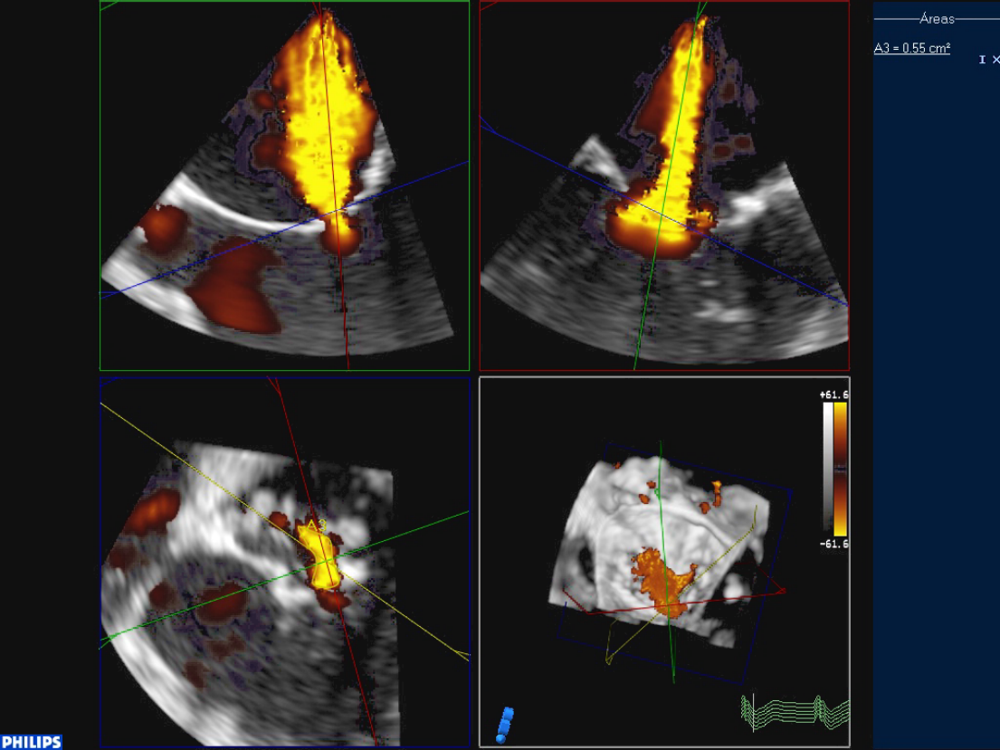 Áreas
A3 = 0.55 cm²
I X
A3
+61.6
-61.6
PHILIPS